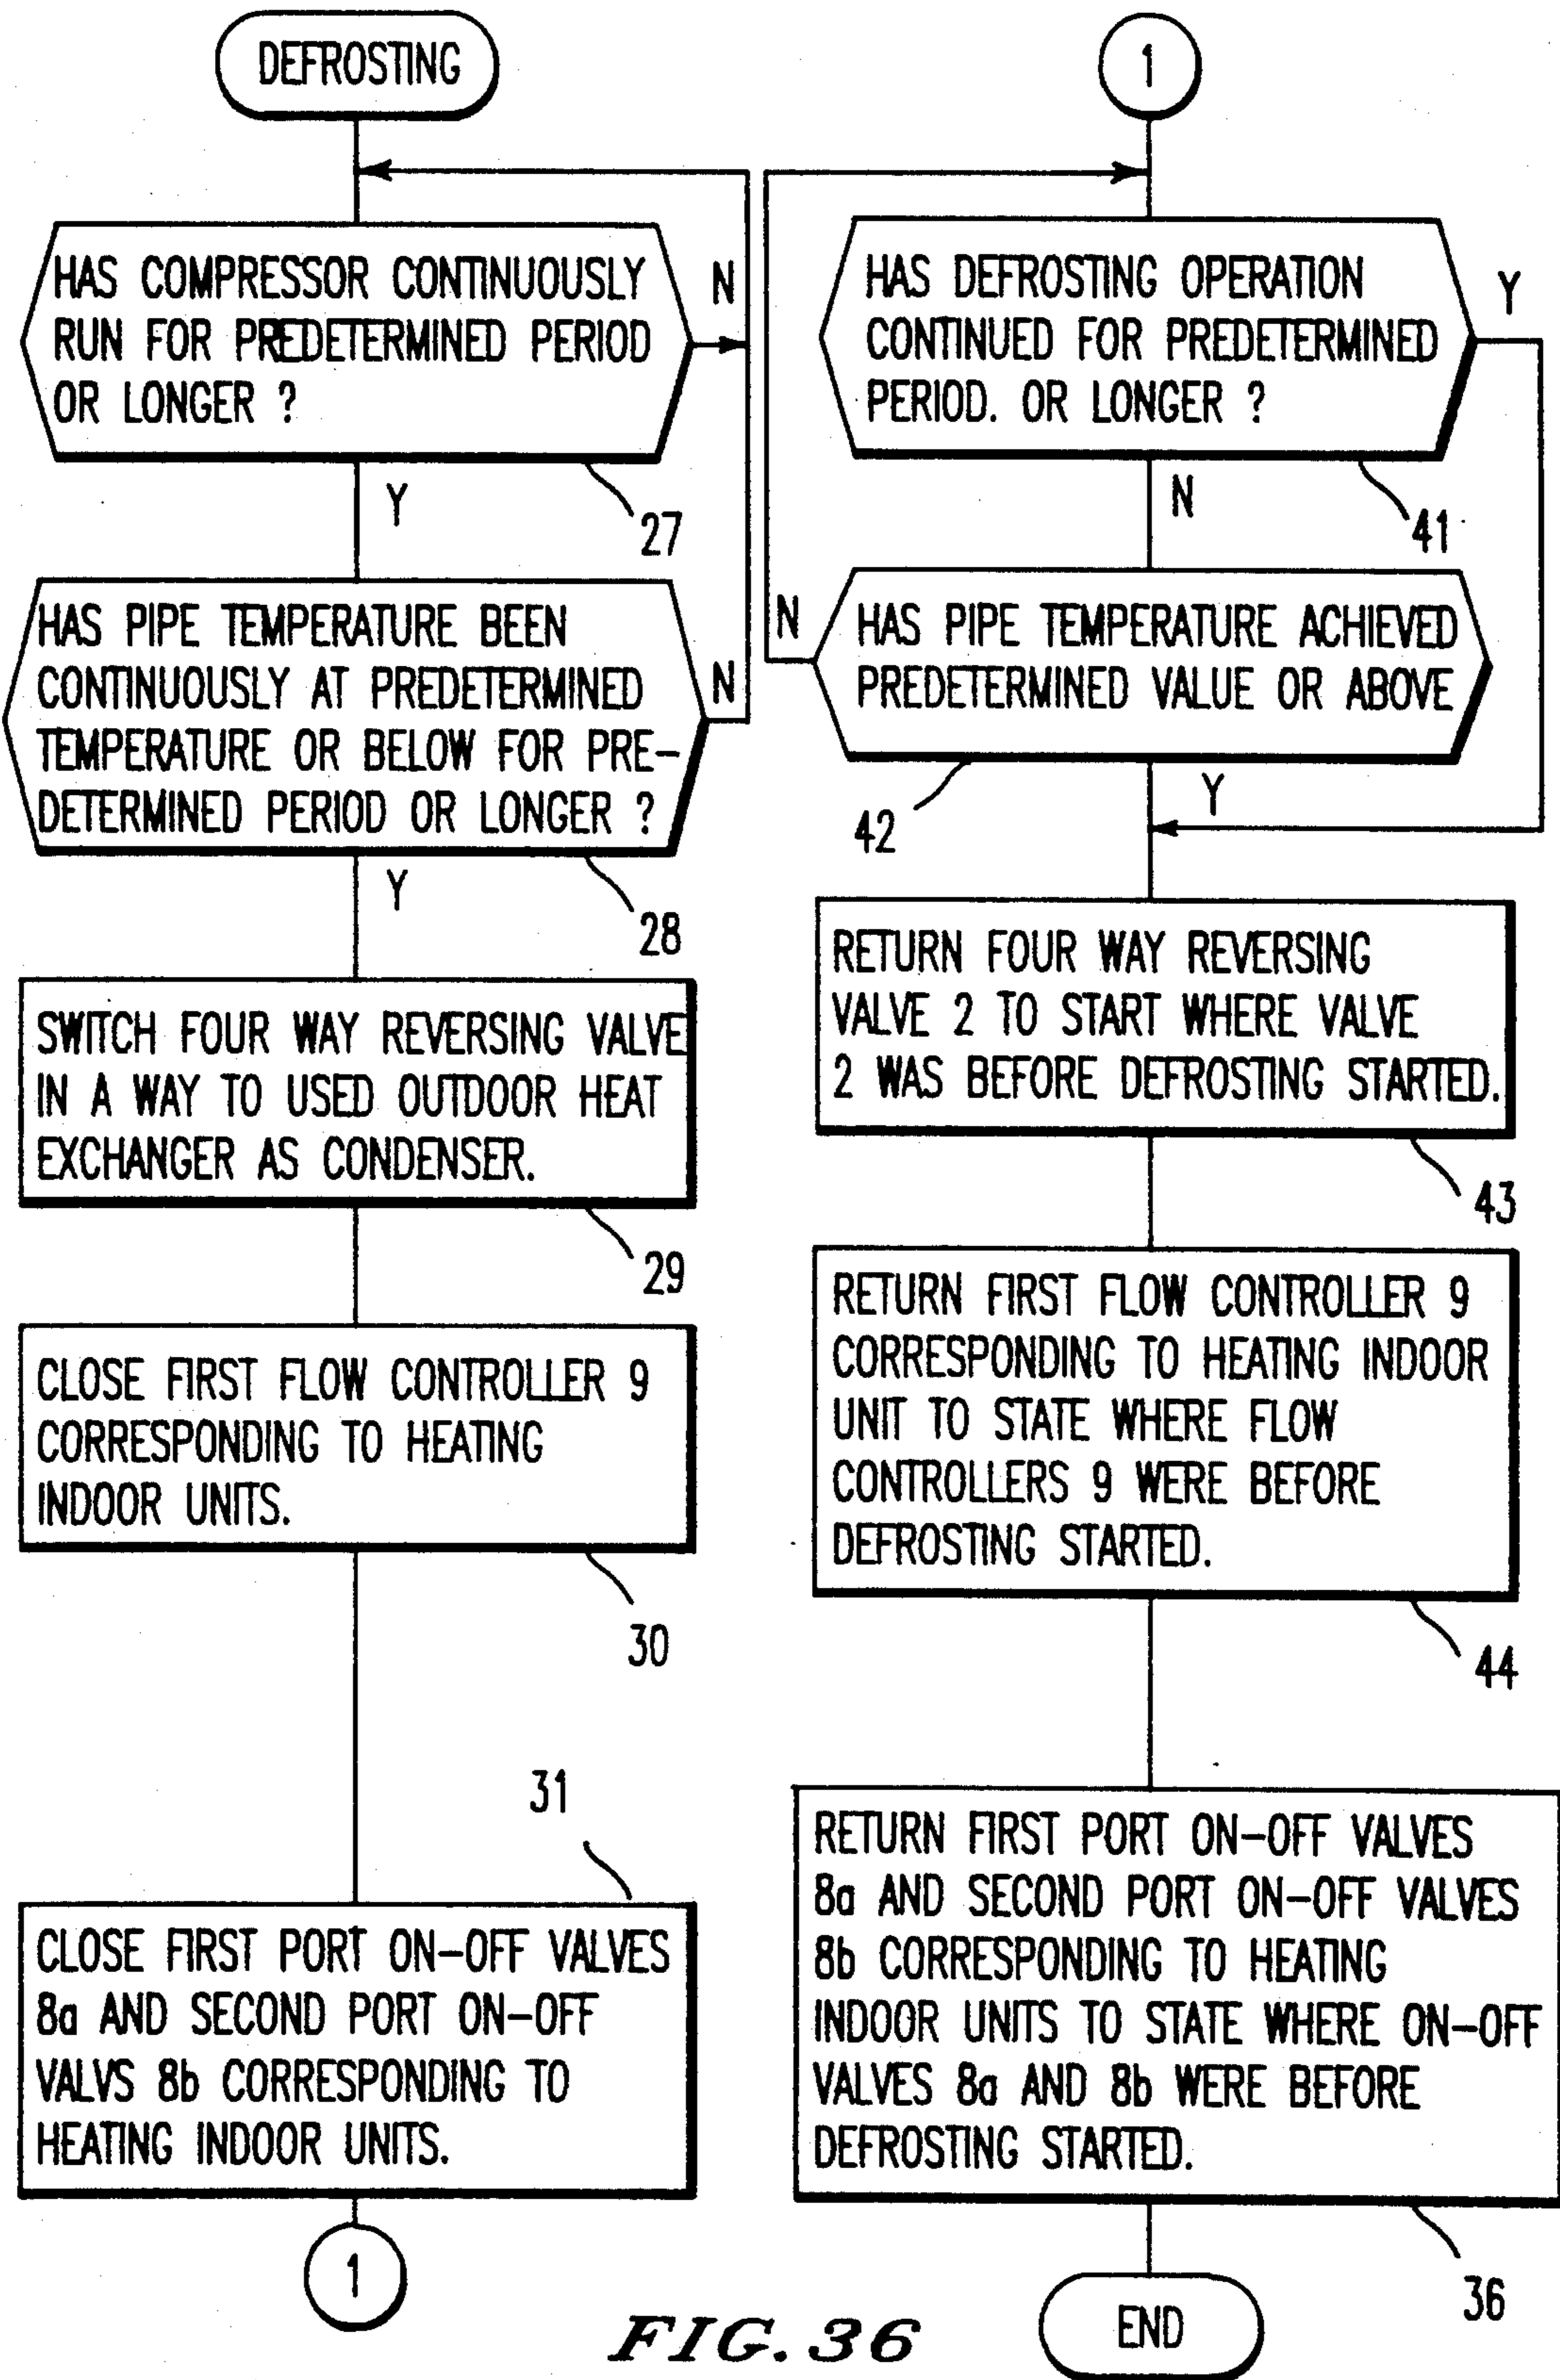 DEFROSTING
HAS COMPRESSOR CONTINUOUSLY
RUN FOR PREDETERMINED PERIOD
OR LONGER ?
N
Y
27
HAS PIPE TEMPERATURE BEEN
CONTINUOUSLY AT PREDETERMINED
TEMPERATURE OR BELOW FOR PRE-
DETERMINED PERIOD OR LONGER ?
N
Y
28
SWITCH FOUR WAY REVERSING VALVE
IN A WAY TO USED OUTDOOR HEAT
EXCHANGER AS CONDENSER.
29
CLOSE FIRST FLOW CONTROLLER 9
CORRESPONDING TO HEATING
INDOOR UNITS.
30
31
CLOSE FIRST PORT ON-OFF VALVES
8a AND SECOND PORT ON-OFF
VALVS 8b CORRESPONDING TO
HEATING INDOOR UNITS.
1
1
HAS DEFROSTING OPERATION
CONTINUED FOR PREDETERMINED
PERIOD. OR LONGER ?
Y
N
41
HAS PIPE TEMPERATURE ACHIEVED
PREDETERMINED VALUE OR ABOVE
N
Y
42
RETURN FOUR WAY REVERSING
VALVE 2 TO START WHERE VALVE
2 WAS BEFORE DEFROSTING STARTED.
43
RETURN FIRST FLOW CONTROLLER 9
CORRESPONDING TO HEATING INDOOR
UNIT TO STATE WHERE FLOW
CONTROLLERS 9 WERE BEFORE
DEFROSTING STARTED.
44
RETURN FIRST PORT ON-OFF VALVES
8a AND SECOND PORT ON-OFF VALVES
8b CORRESPONDING TO HEATING
INDOOR UNITS TO STATE WHERE ON-OFF
VALVES 8a AND 8b WERE BEFORE
DEFROSTING STARTED.
36
END
FIG. 36